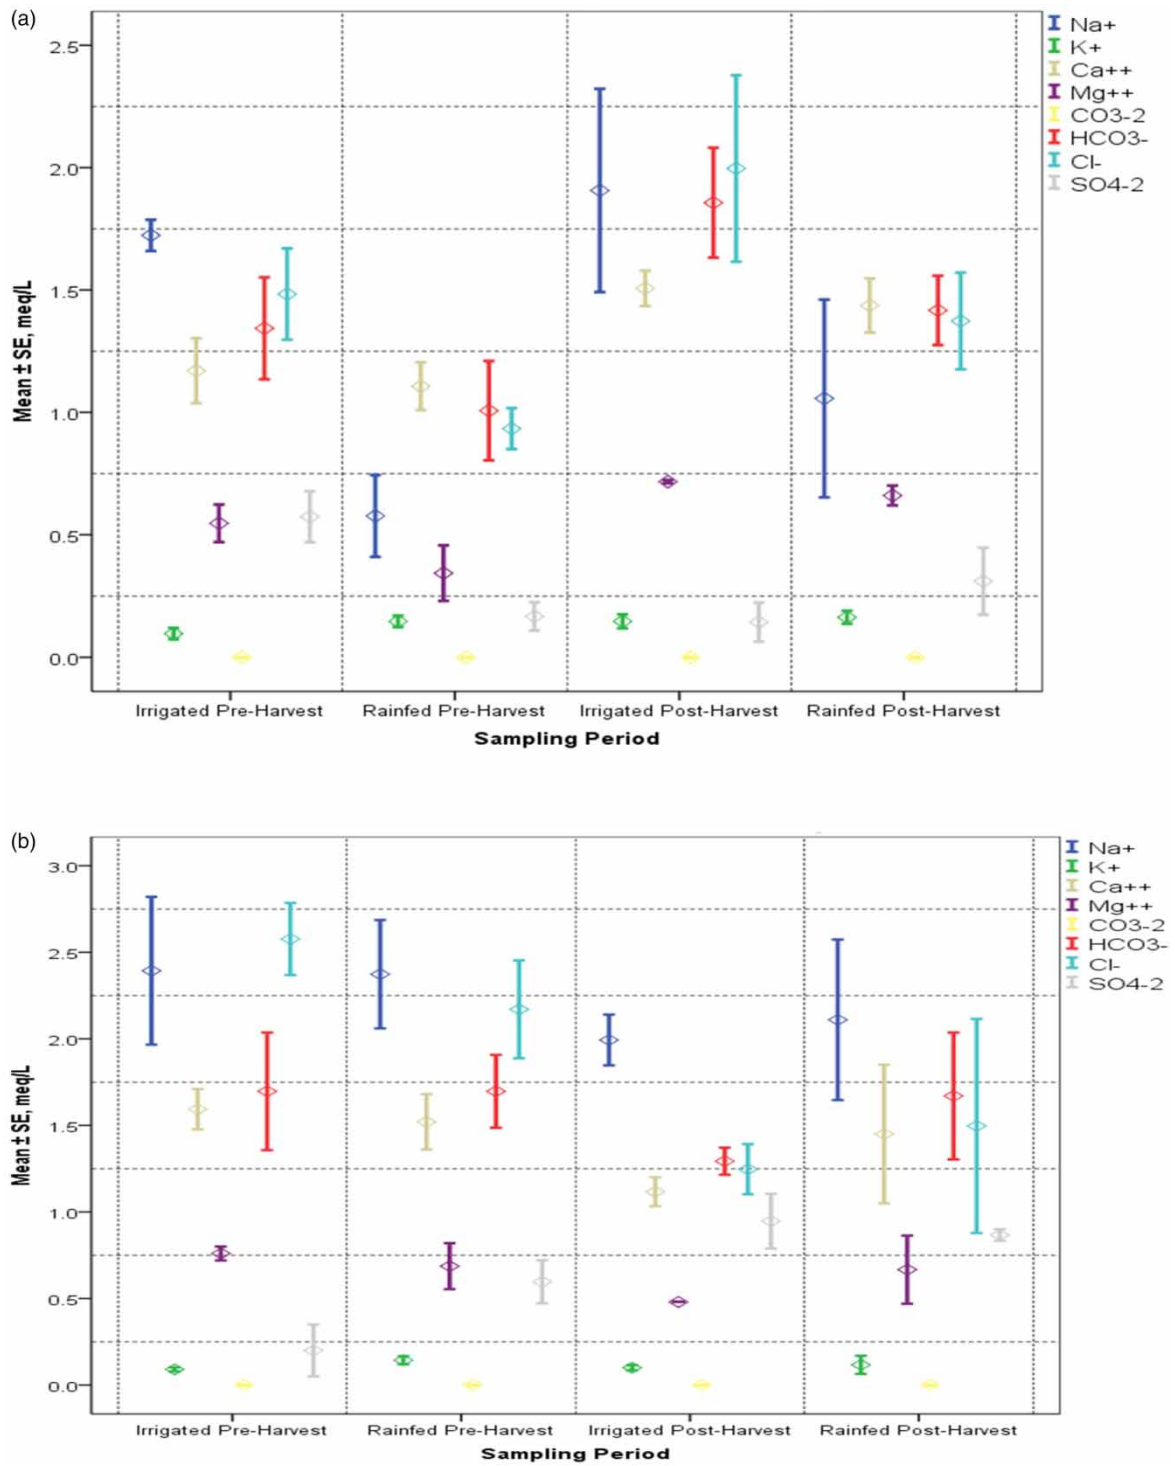 (a)
2.5
2.0
1.5
1.0
0.5
0.0
Mean ± SE, meq/L
Irrigated Pre-Harvest Rainfed Pre-Harvest Irrigated Post-Harvest Rainfed Post-Harvest
Sampling Period
Na+
K+
Ca++
Mg++
CO3-2
HCO3-
Cl-
SO4-2
(b)
3.0
2.5
2.0
1.5
1.0
0.5
0.0
Mean ± SE, meq/L
Irrigated Pre-Harvest Rainfed Pre-Harvest Irrigated Post-Harvest Rainfed Post-Harvest
Sampling Period
Na+
K+
Ca++
Mg++
CO3-2
HCO3-
Cl-
SO4-2